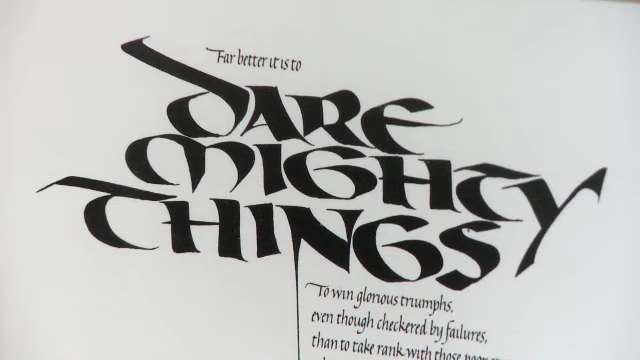 Far better it is to
DARE
MIGHTY
THINGS
To win glorious triumphs,
even though checkered by failures,
than to take rank with those poor